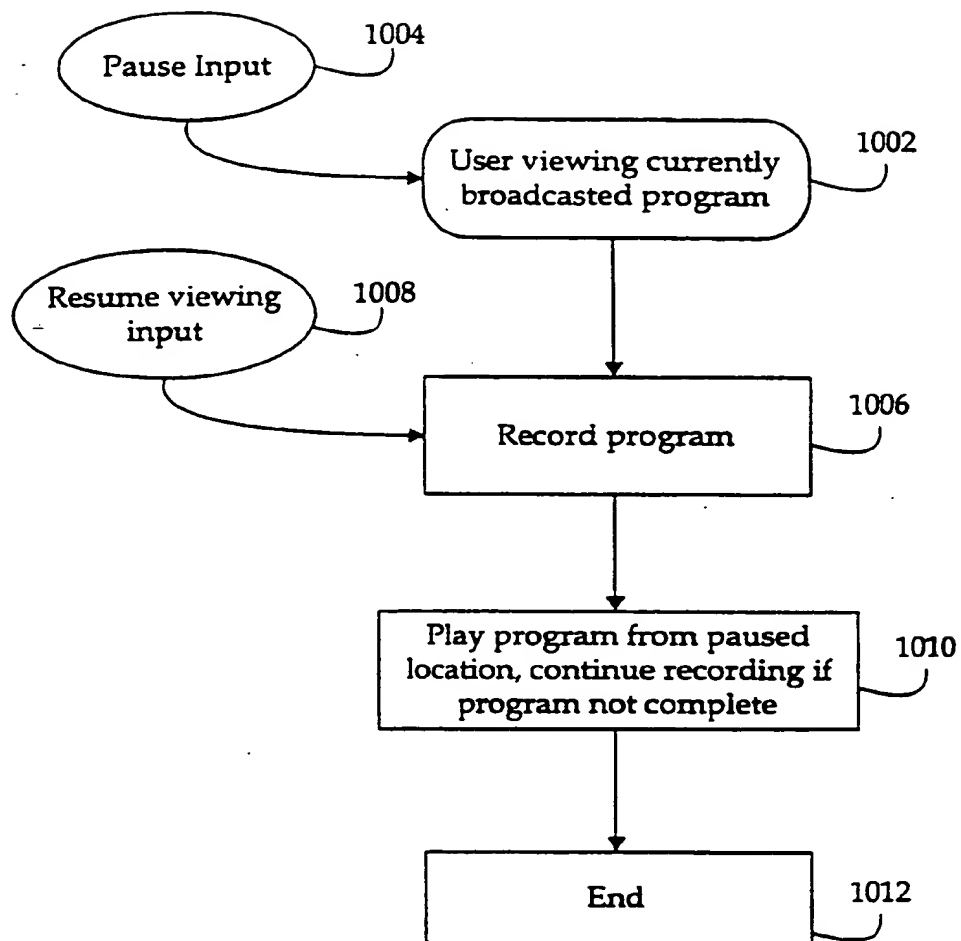 1004
Pause Input
1002
User viewing currently
broadcasted program
1008
Resume viewing
input
1006
Record program
1010
Play program from paused
location, continue recording if
program not complete
End
1012